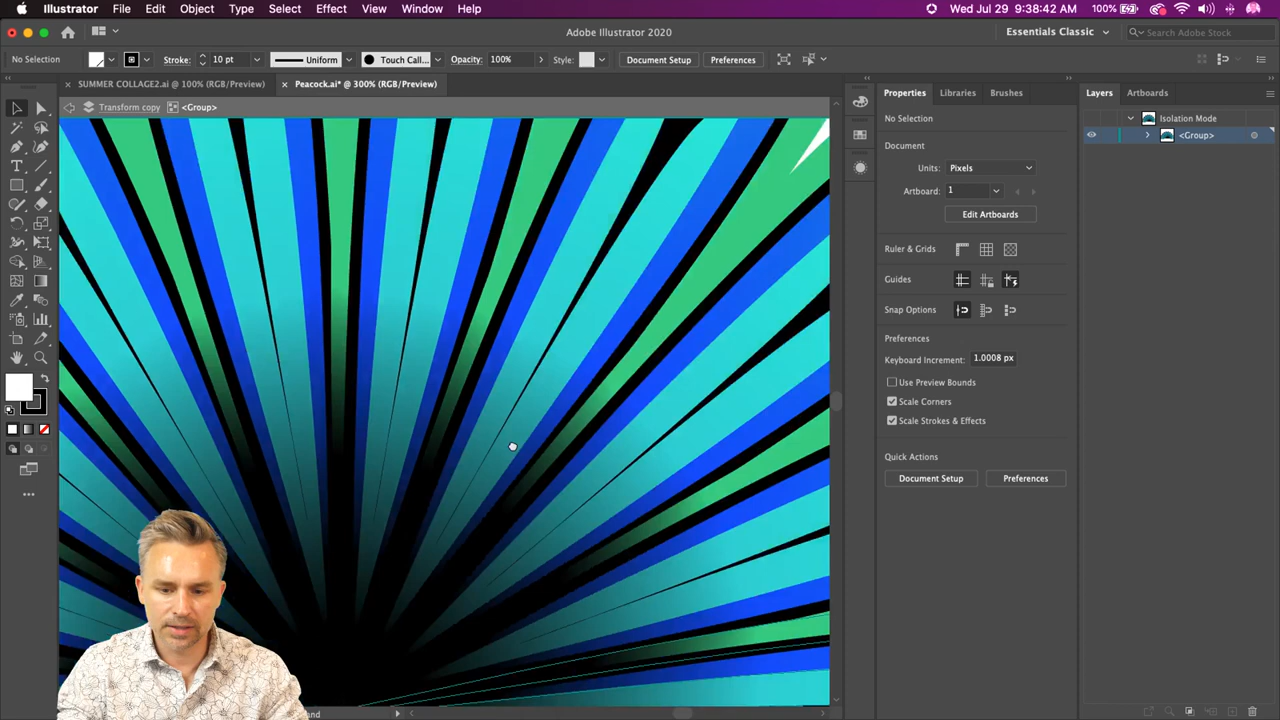 Illustrator File Edit Object Type Select Effect View Window Help 100% Wed Jul 29 9:38:42 AM
Adobe Illustrator 2020
Essentials Classic
Search Adobe Stock
No Selection Stroke: 10 pt Uniform Touch Call... Opacity: 100% Style: Document Setup Preferences
SUMMER COLLAGE2.ai @ 100% (RGB/Preview) Peacock.ai* @ 300% (RGB/Preview)
Transform copy <Group>
Properties Libraries Brushes
No Selection
Document
Units: Pixels
Artboard: 1
Edit Artboards
Ruler & Grids
Guides
Snap Options
Preferences
Keyboard Increment: 1.0008 px
Use Preview Bounds
Scale Corners
Scale Strokes & Effects
Quick Actions
Document Setup Preferences
Layers Artboards
Isolation Mode
<Group>